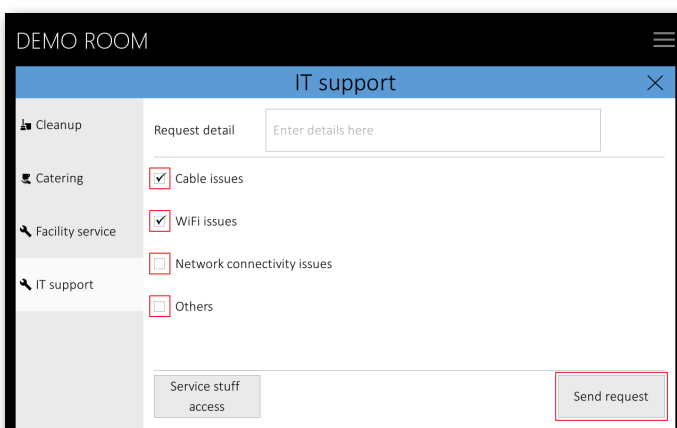 DEMO ROOM
IT support
Cleanup
Request detail
Enter details here
Catering
Cable issues
WiFi issues
Facility service
Network connectivity issues
IT support
Others
Service stuff
access
Send request